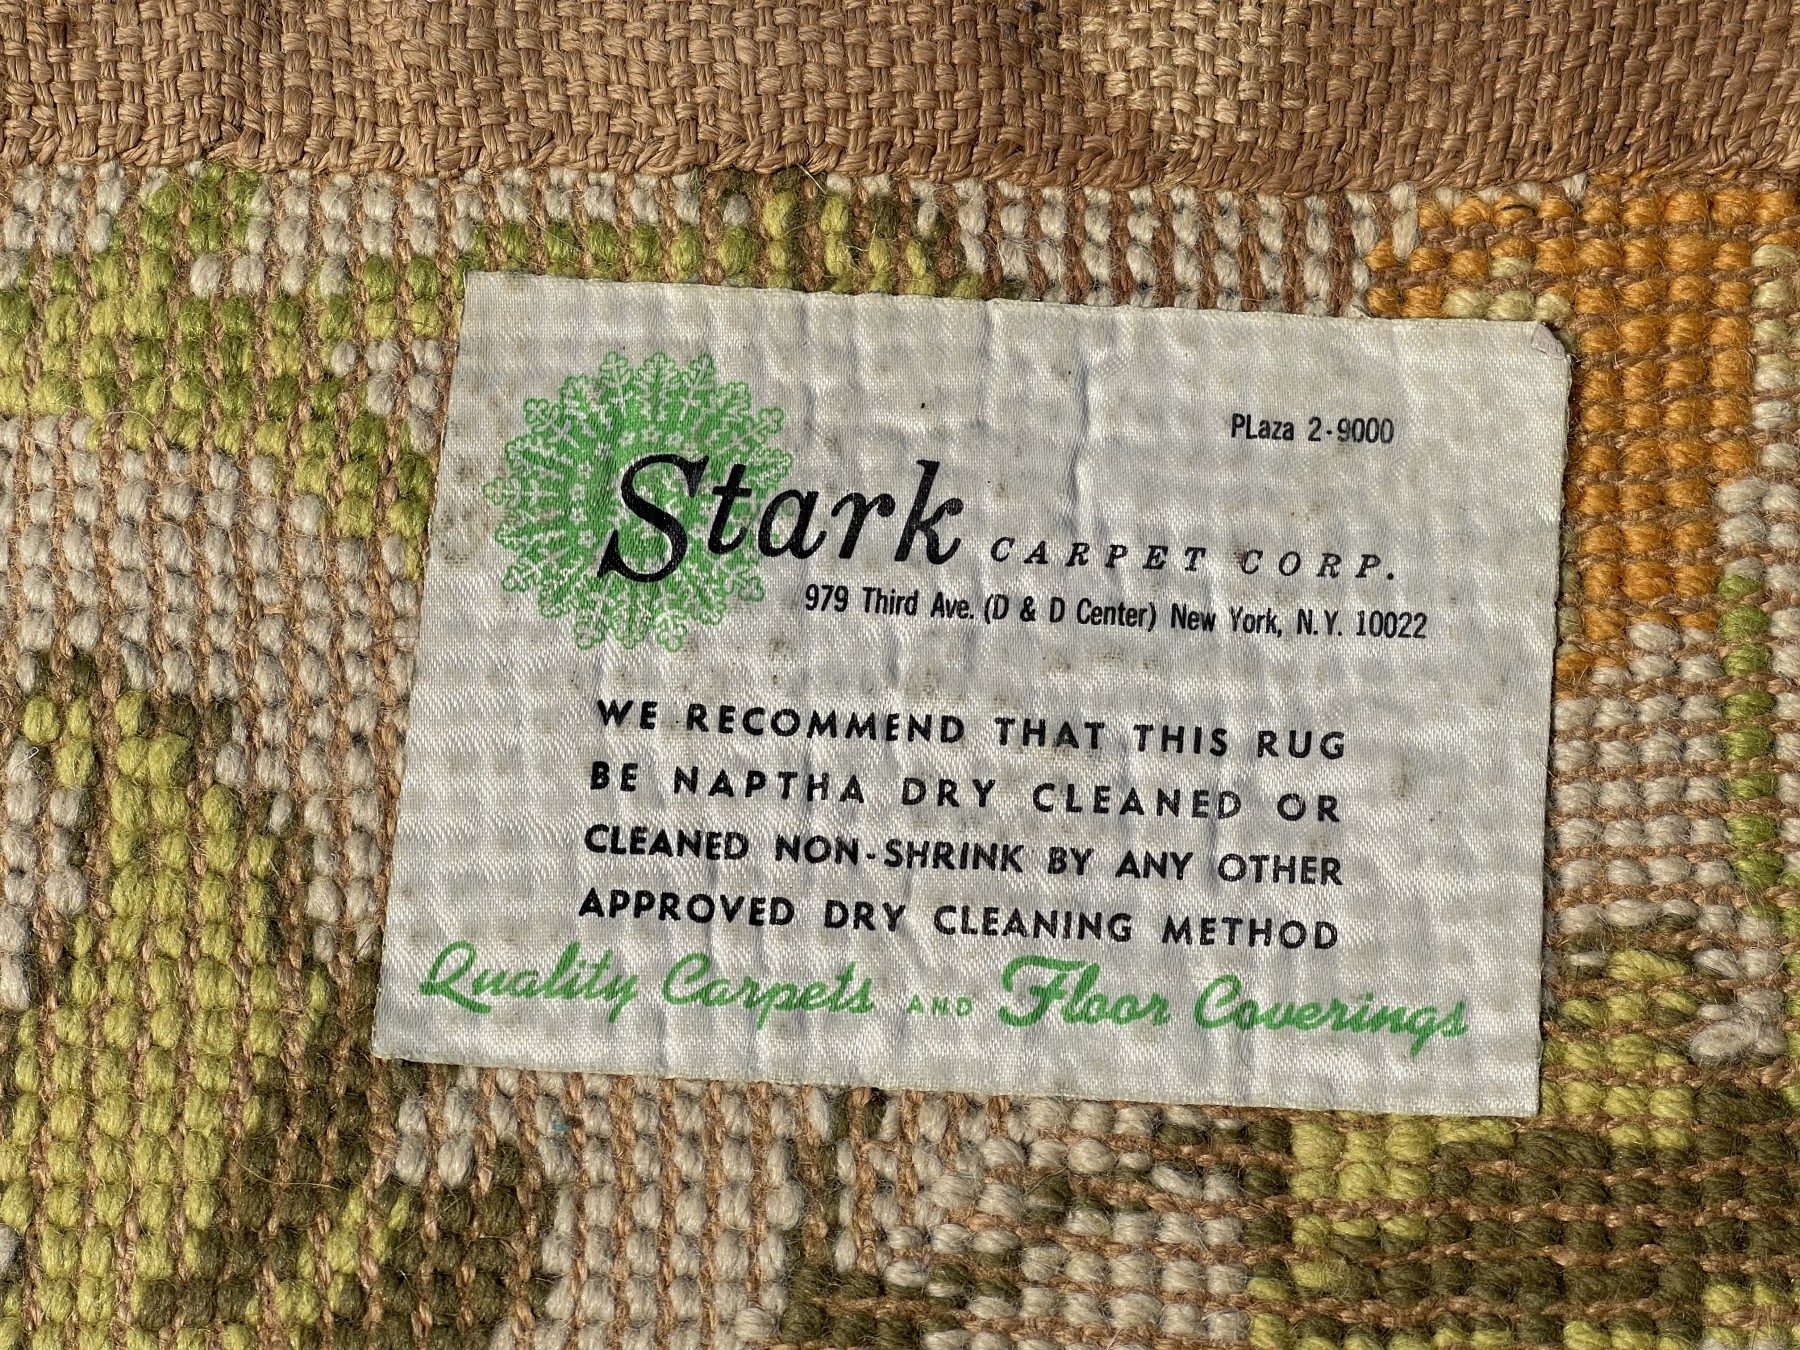 PLaza 2-9000
Stark CARPET CORP.
979 Third Ave. (D & D Center) New York, N.Y. 10022
WE RECOMMEND THAT THIS RUG
BE NAPTHA DRY CLEANED OR
CLEANED NON-SHRINK BY ANY OTHER
APPROVED DRY CLEANING METHOD
Quality Carpets AND Floor Coverings